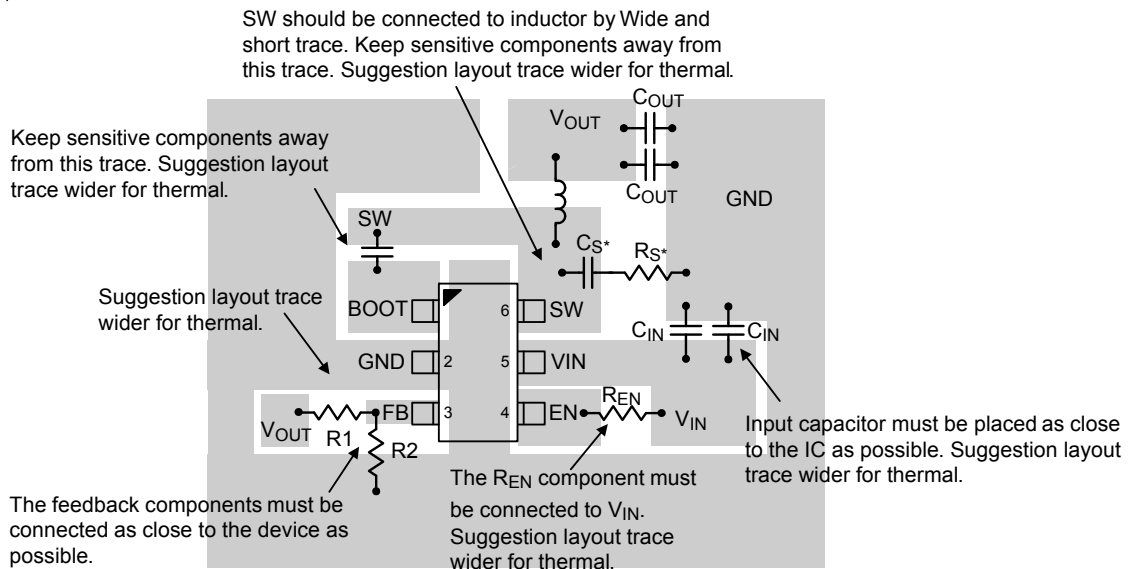 SW should be connected to inductor by Wide and
short trace. Keep sensitive components away from
this trace. Suggestion layout trace wider for thermal.
COUT
VOUT
Keep sensitive components away
from this trace. Suggestion layout
trace wider for thermal.
COUT
GND
SW
CS*
RS*
Suggestion layout trace
wider for thermal.
BOOT
6
SW
CIN
CIN
GND
2
5
VIN
REN
FB
3
4
EN
VIN
VOUT
R1
R2
Input capacitor must be placed as close
to the IC as possible. Suggestion layout
trace wider for thermal.
The feedback components must be
connected as close to the device as
possible.
The REN component must
be connected to VIN.
Suggestion layout trace
wider for thermal.